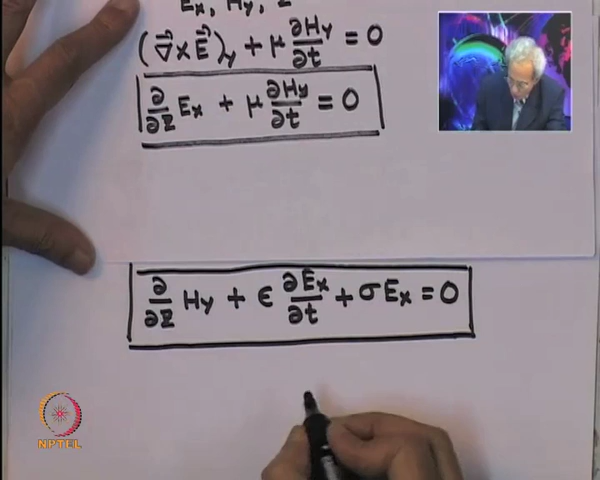 Ex, Hy, z
(∇⃗ × E⃗)y + μ ∂Hy/∂t = 0
∂/∂z Ex + μ ∂Hy/∂t = 0
∂/∂z Hy + ϵ ∂Ex/∂t + σEx = 0
NPTEL